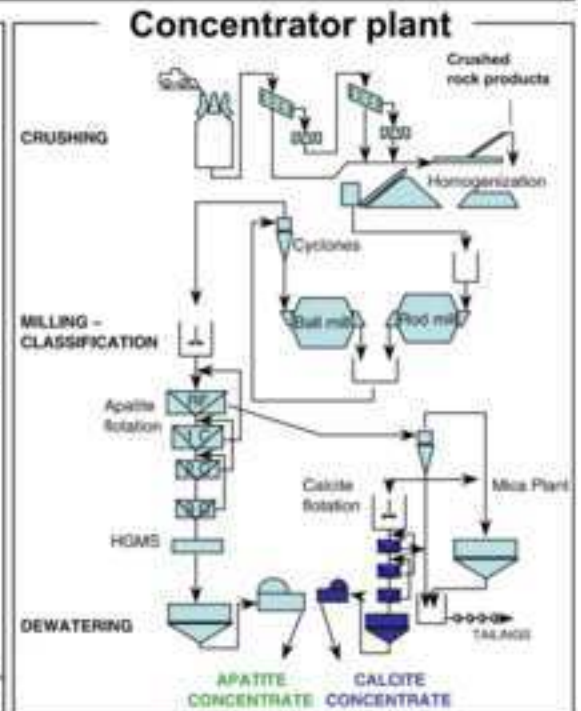 Concentrator plant
Crushed
rock products
CRUSHING
Homogenization
Cyclones
MILLING –
CLASSIFICATION
Ball mill
Rod mill
Apatite
flotation
Calcite
flotation
Mica Plant
HGMS
DEWATERING
TAILINGS
APATITE
CONCENTRATE
CALCITE
CONCENTRATE